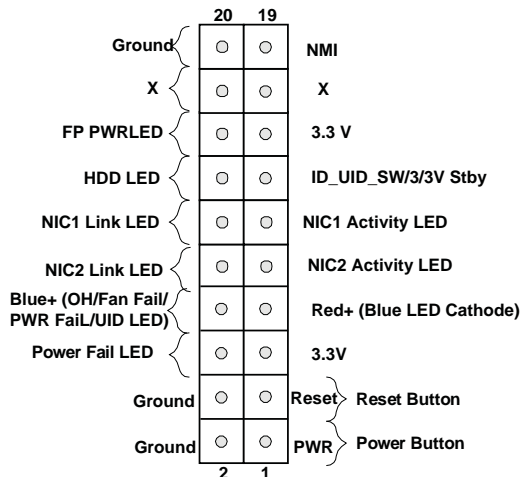 20 19
Ground NMI
X X
FP PWRLED 3.3 V
HDD LED ID_UID_SW/3/3V Stby
NIC1 Link LED NIC1 Activity LED
NIC2 Link LED NIC2 Activity LED
Blue+ (OH/Fan Fail/
PWR FaiL/UID LED) Red+ (Blue LED Cathode)
Power Fail LED 3.3V
Ground Reset Reset Button
Ground PWR Power Button
2 1